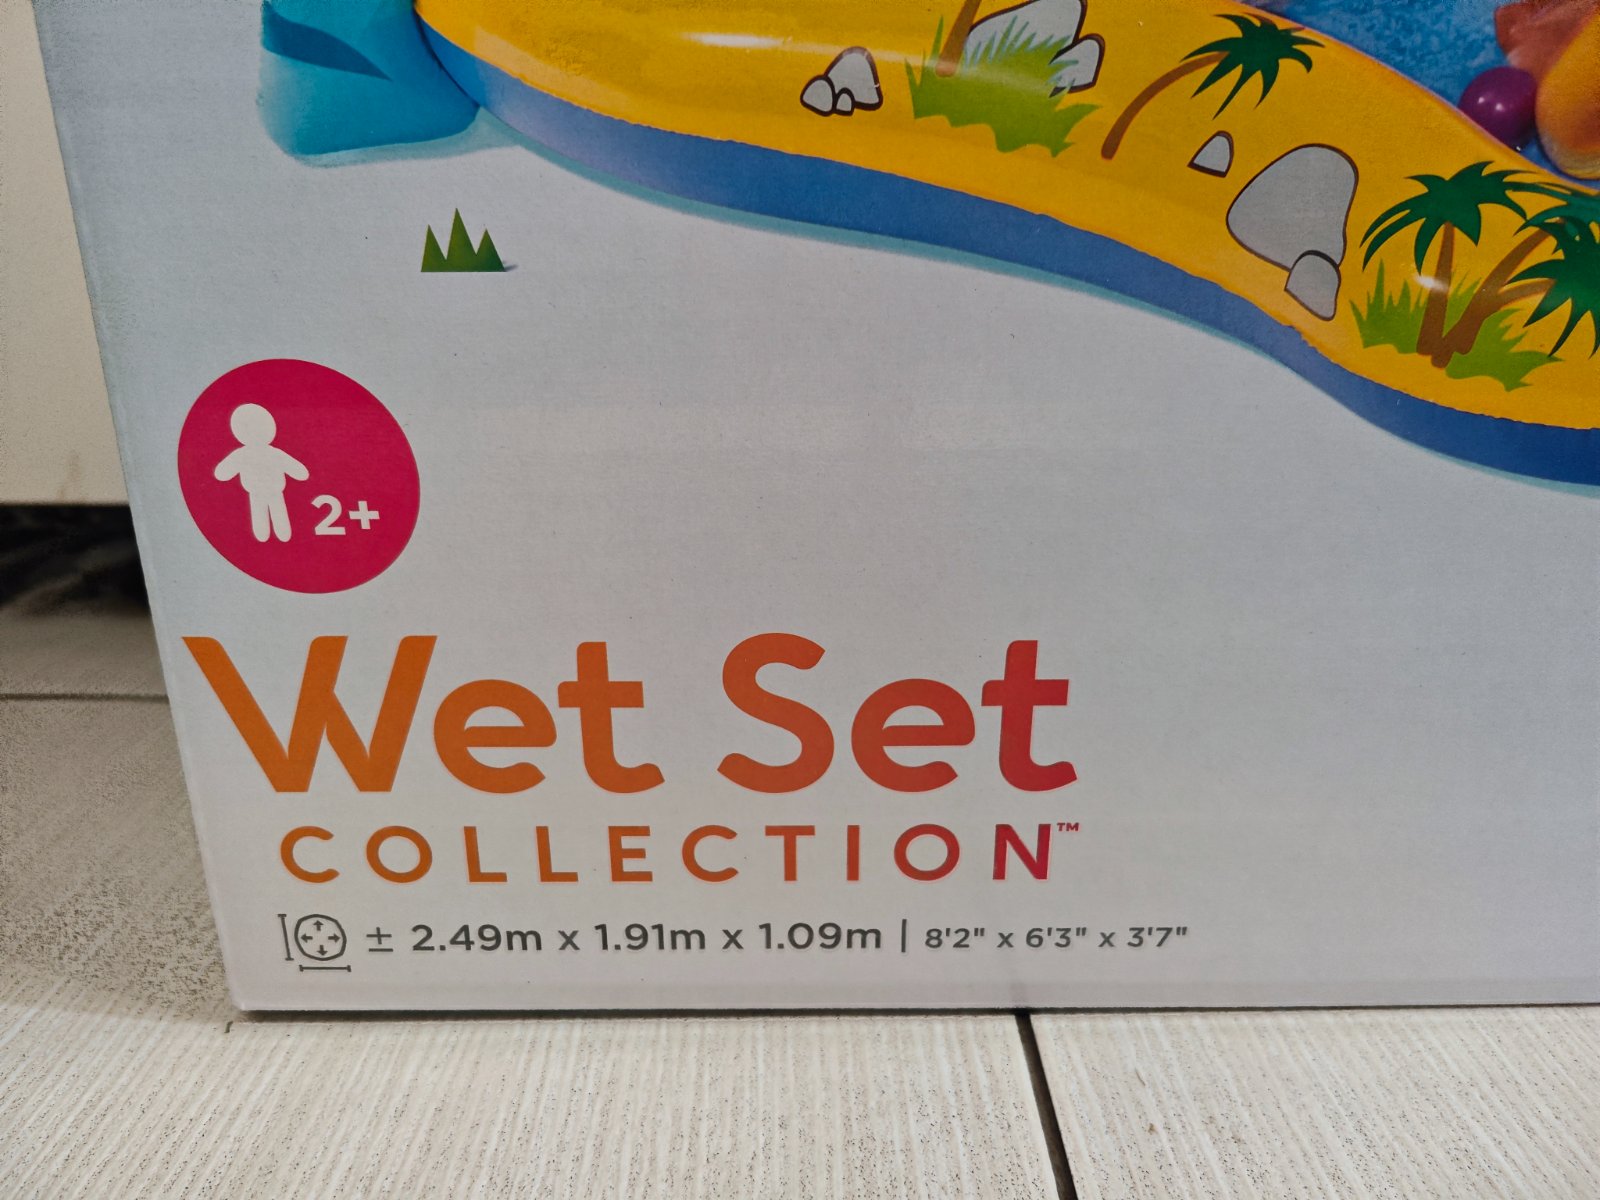 2+
Wet Set
COLLECTION™
± 2.49m x 1.91m x 1.09m | 8'2" x 6'3" x 3'7"